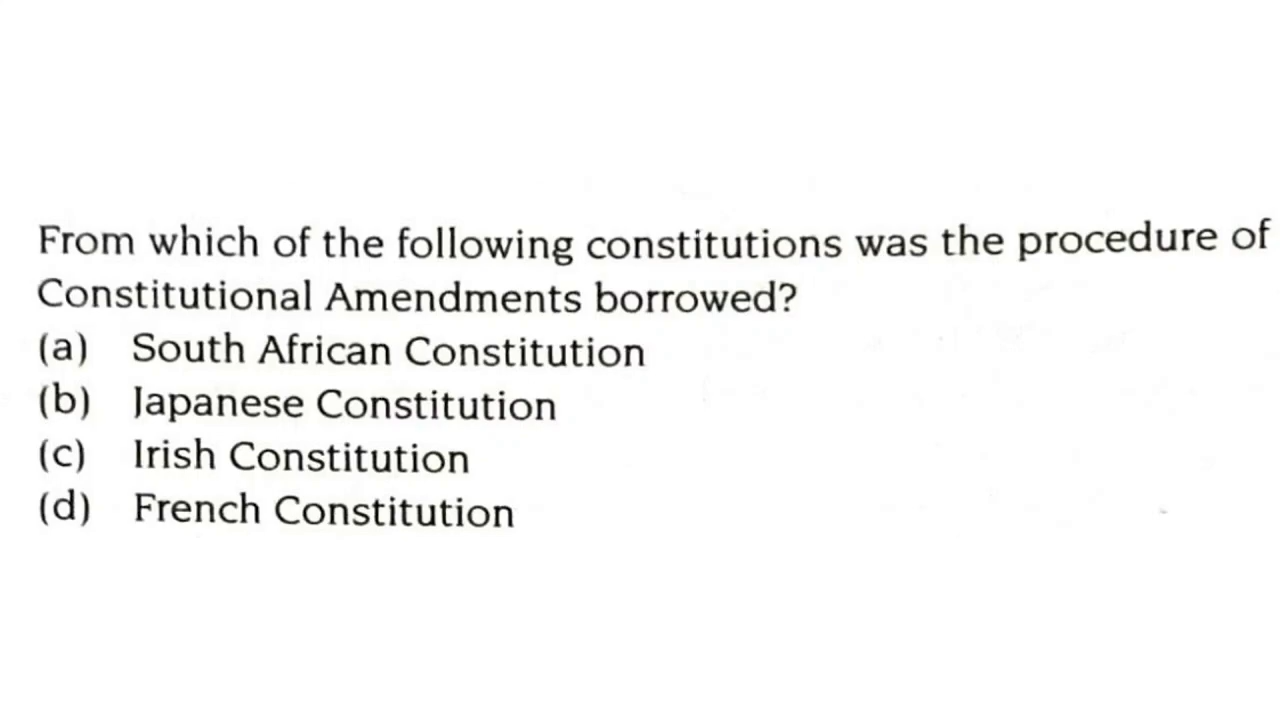 From which of the following constitutions was the procedure of
Constitutional Amendments borrowed?
(a) South African Constitution
(b) Japanese Constitution
(c) Irish Constitution
(d) French Constitution